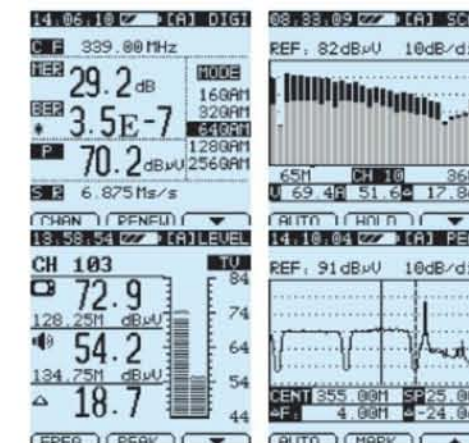 14:06:10 [A] DIGI
C F 339.00 MHz
MER 29.2 dB
BER 3.5E-7
P 70.2 dBμV
MODE
16QAM
32QAM
64QAM
128QAM
256QAM
S R 6.875 Ms/s
CHAN RENEW
08:33:09 [A] SC
REF: 82dBμV 10dB/d
65M CH 10 36
V 69.4 A 51.6 17.8
AUTO HOLD
13:58:54 [A] LEVEL
CH 103 TV
72.9
128.25M dBμV
54.2
134.75M dBμV
△ 18.7
84
74
64
54
44
FREQ PEAK
14:10:04 [A] PE
REF: 91dBμV 10dB/d
CENT 355.00M SP 25.0
△F: 4.00M △-24.0
AUTO MARK